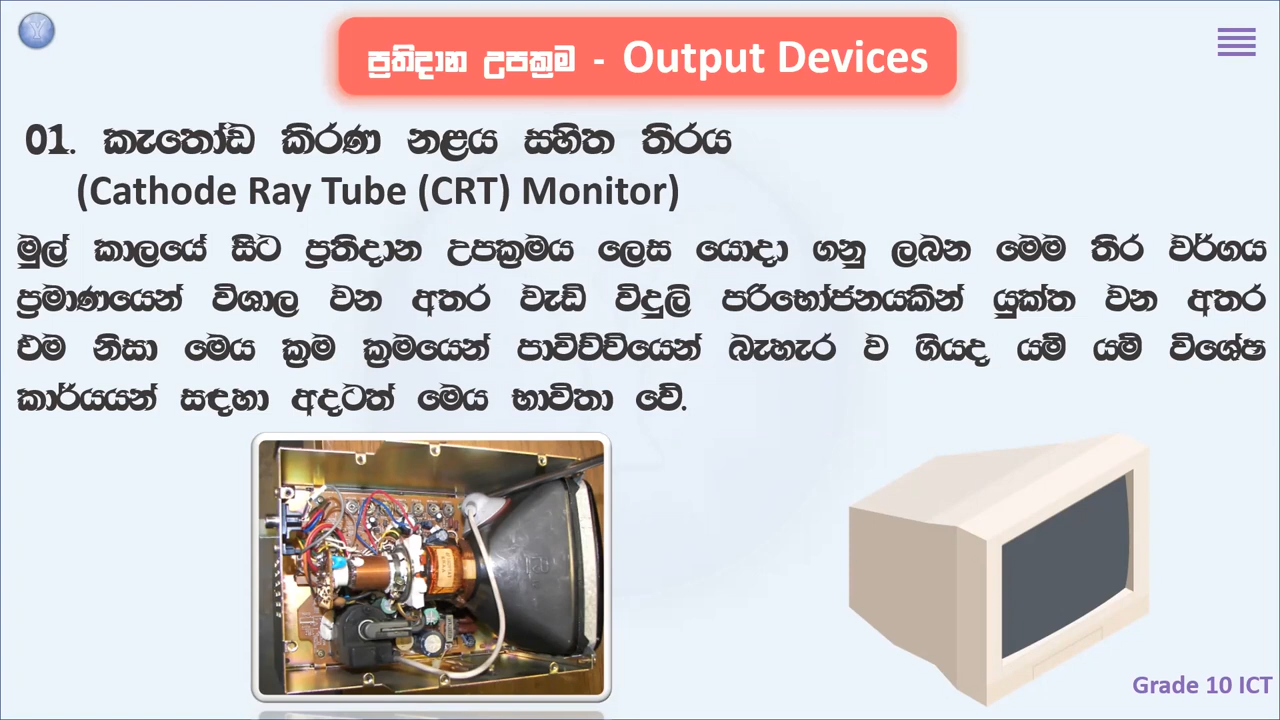 ප්‍රතිදාන උපක්‍රම - Output Devices
01. කැතෝඩ කිරණ නළය සහිත තිරය
(Cathode Ray Tube (CRT) Monitor)
මුල් කාලයේ සිට ප්‍රතිදාන උපක්‍රමය ලෙස යොදා ගනු ලබන මෙම තිර වර්ගය
ප්‍රමාණයෙන් විශාල වන අතර වැඩි විදුලි පරිභෝජනයකින් යුක්ත වන අතර
එම නිසා මෙය ක්‍රම ක්‍රමයෙන් පාවිච්චියෙන් බැහැර ව ගියද, යම් යම් විශේෂ
කාර්යයන් සඳහා අදටත් මෙය භාවිතා වේ.
Grade 10 ICT